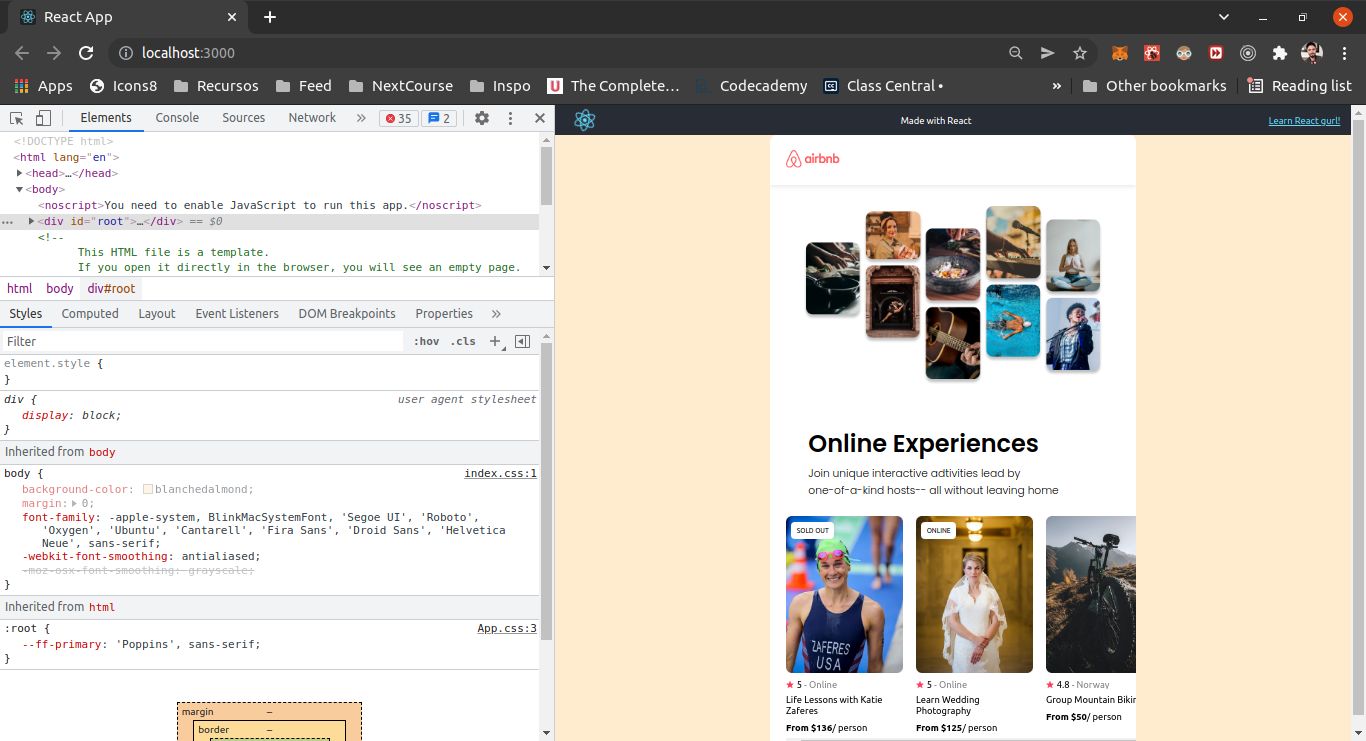 React App
localhost:3000
Apps Icons8 Recursos Feed NextCourse Inspo The Complete... Codecademy Class Central • » Other bookmarks Reading list
Elements Console Sources Network » 35 2
<!DOCTYPE html>
<html lang="en">
<head>…</head>
<body>
<noscript>You need to enable JavaScript to run this app.</noscript>
<div id="root">…</div> == $0
<!--
This HTML file is a template.
If you open it directly in the browser, you will see an empty page.
html body div#root
Styles Computed Layout Event Listeners DOM Breakpoints Properties »
Filter :hov .cls +
element.style {
}
div { user agent stylesheet
display: block;
}
Inherited from body
body { index.css:1
background-color: blanchedalmond;
margin: 0;
font-family: -apple-system, BlinkMacSystemFont, 'Segoe UI', 'Roboto',
'Oxygen', 'Ubuntu', 'Cantarell', 'Fira Sans', 'Droid Sans', 'Helvetica
Neue', sans-serif;
-webkit-font-smoothing: antialiased;
-moz-osx-font-smoothing: grayscale;
}
Inherited from html
:root { App.css:3
--ff-primary: 'Poppins', sans-serif;
}
margin –
border –
Made with React
Learn React gurl!
airbnb
Online Experiences
Join unique interactive adtivities lead by
one-of-a-kind hosts-- all without leaving home
SOLD OUT
ZAFERES
USA
5 - Online
Life Lessons with Katie
Zaferes
From $136/ person
ONLINE
5 - Online
Learn Wedding
Photography
From $125/ person
4.8 - Norway
Group Mountain Bikin
From $50/ person